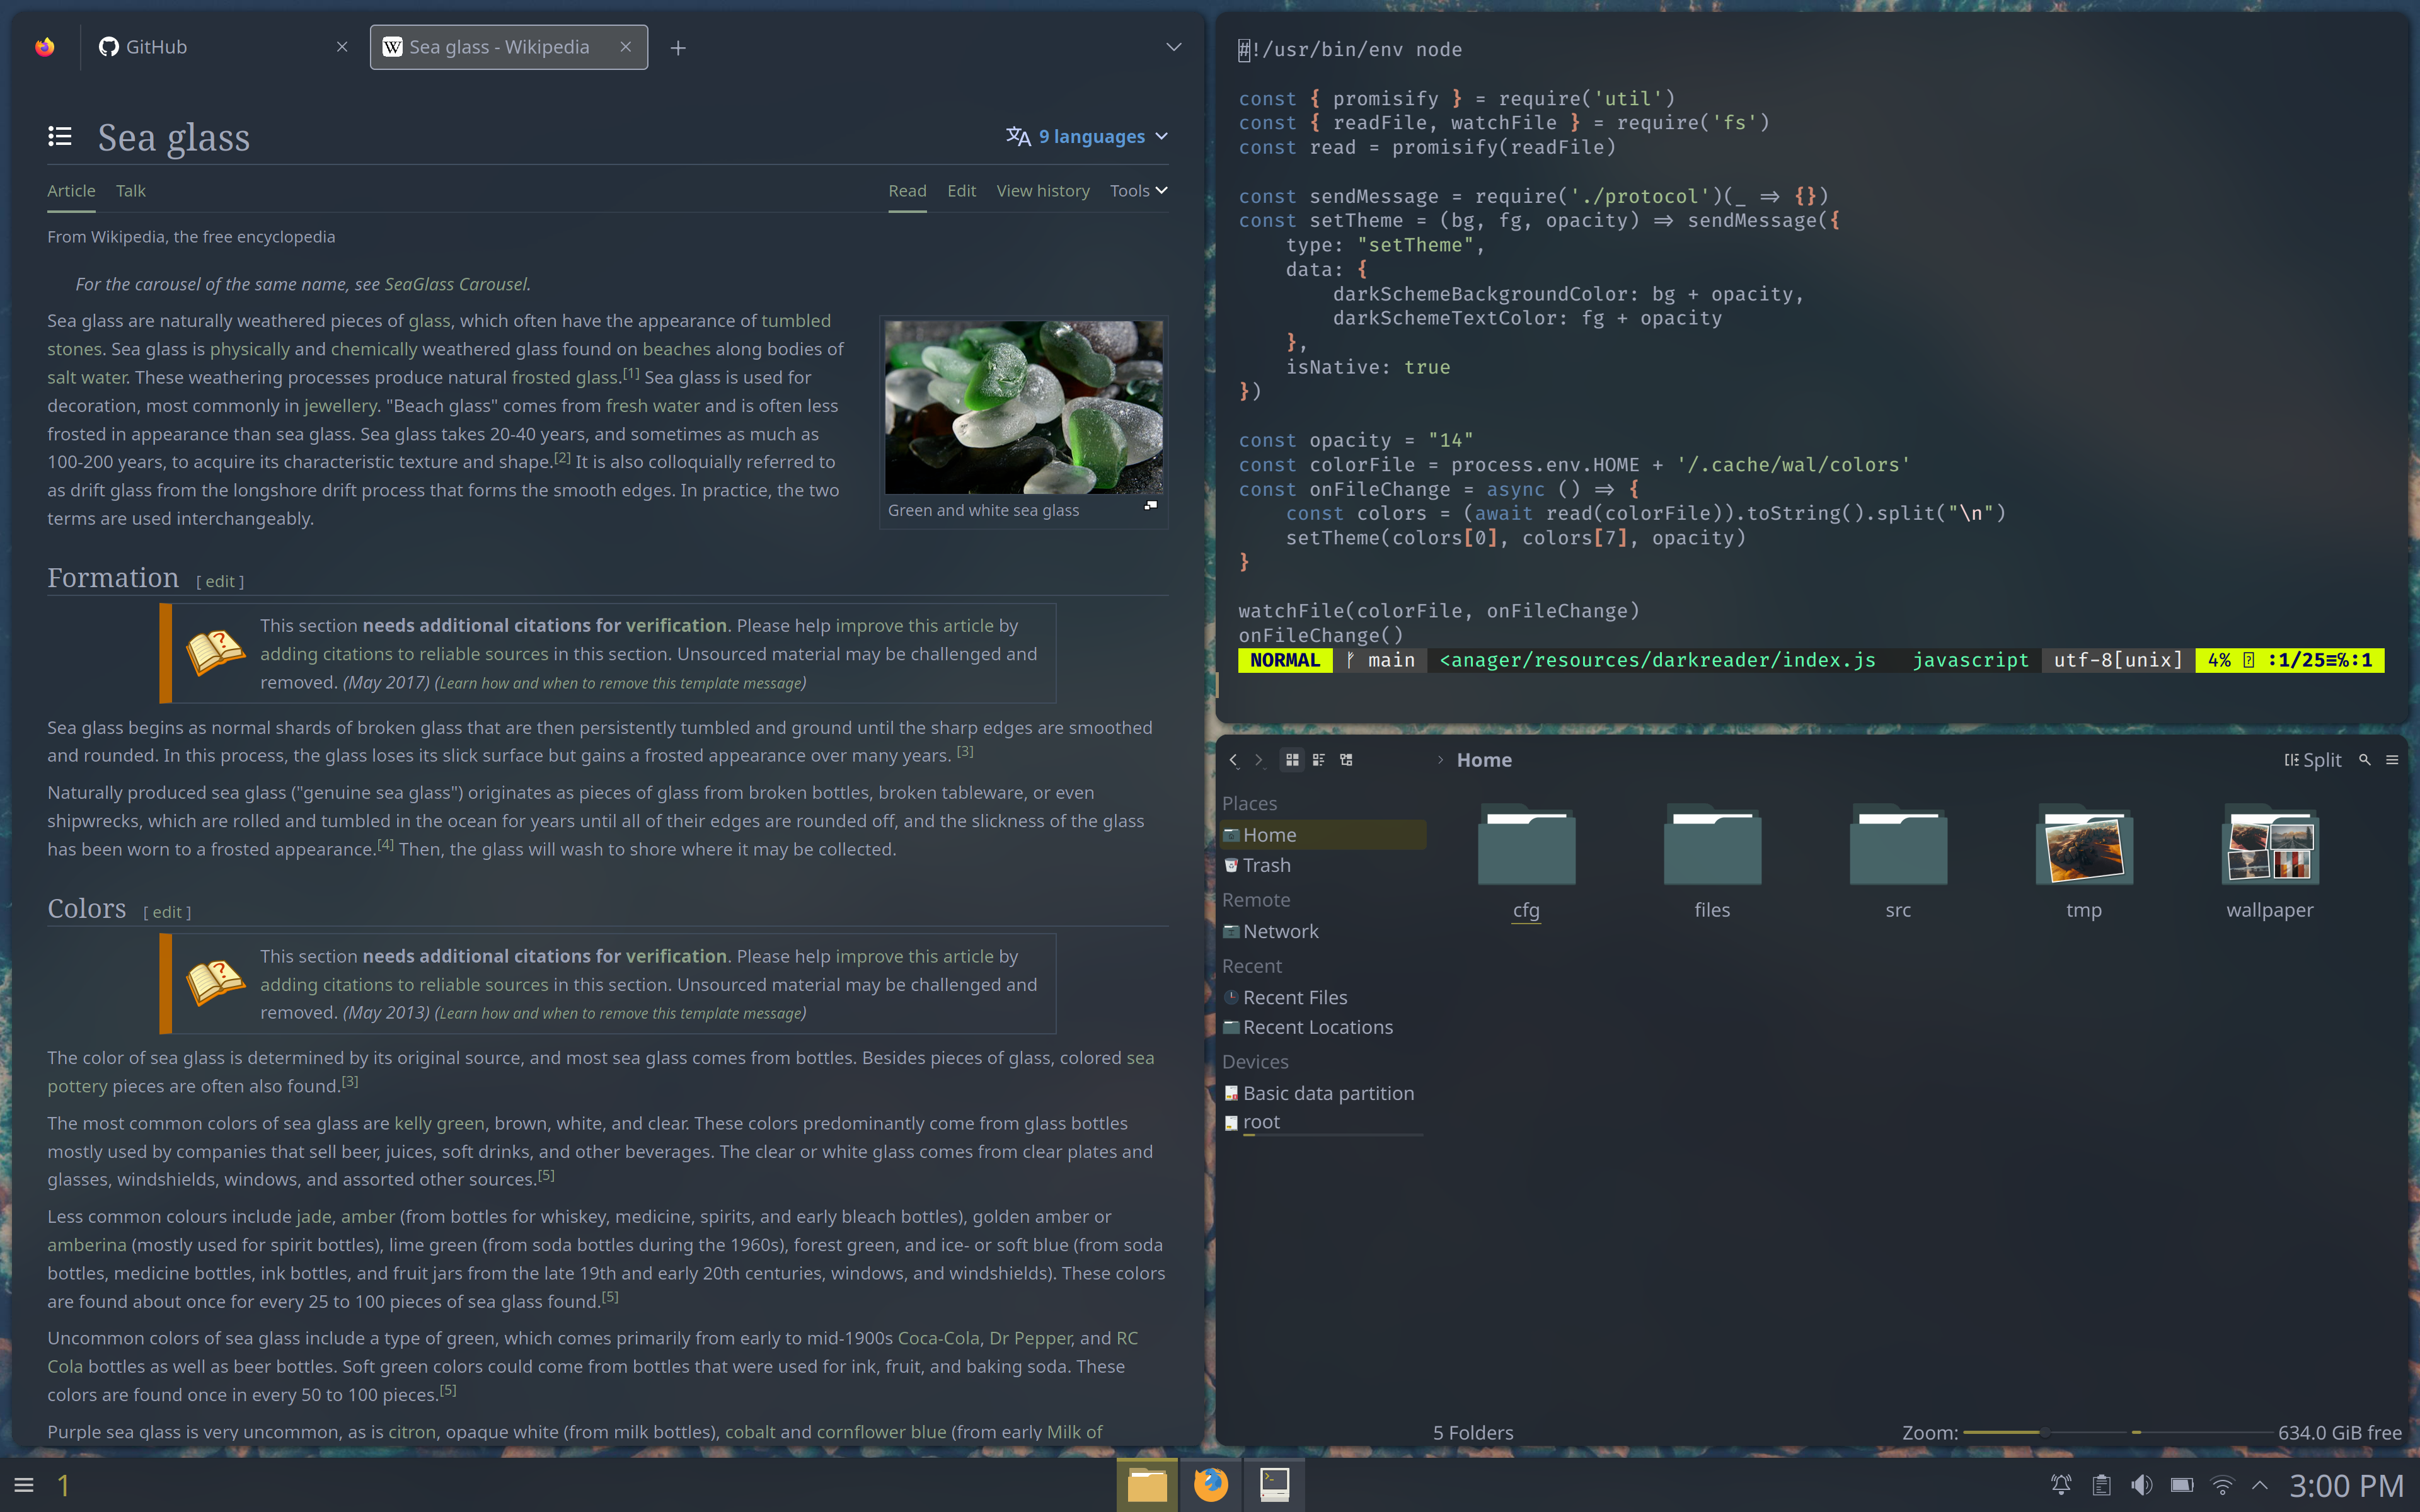 GitHub
Sea glass - Wikipedia
Sea glass
9 languages
Article Talk Read Edit View history Tools
From Wikipedia, the free encyclopedia
For the carousel of the same name, see SeaGlass Carousel.
Sea glass are naturally weathered pieces of glass, which often have the appearance of tumbled
stones. Sea glass is physically and chemically weathered glass found on beaches along bodies of
salt water. These weathering processes produce natural frosted glass.[1] Sea glass is used for
decoration, most commonly in jewellery. "Beach glass" comes from fresh water and is often less
frosted in appearance than sea glass. Sea glass takes 20-40 years, and sometimes as much as
100-200 years, to acquire its characteristic texture and shape.[2] It is also colloquially referred to
as drift glass from the longshore drift process that forms the smooth edges. In practice, the two
terms are used interchangeably.
Green and white sea glass
Formation [ edit ]
This section needs additional citations for verification. Please help improve this article by
adding citations to reliable sources in this section. Unsourced material may be challenged and
removed. (May 2017) (Learn how and when to remove this template message)
Sea glass begins as normal shards of broken glass that are then persistently tumbled and ground until the sharp edges are smoothed
and rounded. In this process, the glass loses its slick surface but gains a frosted appearance over many years. [3]
Naturally produced sea glass ("genuine sea glass") originates as pieces of glass from broken bottles, broken tableware, or even
shipwrecks, which are rolled and tumbled in the ocean for years until all of their edges are rounded off, and the slickness of the glass
has been worn to a frosted appearance.[4] Then, the glass will wash to shore where it may be collected.
Colors [ edit ]
This section needs additional citations for verification. Please help improve this article by
adding citations to reliable sources in this section. Unsourced material may be challenged and
removed. (May 2013) (Learn how and when to remove this template message)
The color of sea glass is determined by its original source, and most sea glass comes from bottles. Besides pieces of glass, colored sea
pottery pieces are often also found.[3]
The most common colors of sea glass are kelly green, brown, white, and clear. These colors predominantly come from glass bottles
mostly used by companies that sell beer, juices, soft drinks, and other beverages. The clear or white glass comes from clear plates and
glasses, windshields, windows, and assorted other sources.[5]
Less common colours include jade, amber (from bottles for whiskey, medicine, spirits, and early bleach bottles), golden amber or
amberina (mostly used for spirit bottles), lime green (from soda bottles during the 1960s), forest green, and ice- or soft blue (from soda
bottles, medicine bottles, ink bottles, and fruit jars from the late 19th and early 20th centuries, windows, and windshields). These colors
are found about once for every 25 to 100 pieces of sea glass found.[5]
Uncommon colors of sea glass include a type of green, which comes primarily from early to mid-1900s Coca-Cola, Dr Pepper, and RC
Cola bottles as well as beer bottles. Soft green colors could come from bottles that were used for ink, fruit, and baking soda. These
colors are found once in every 50 to 100 pieces.[5]
Purple sea glass is very uncommon, as is citron, opaque white (from milk bottles), cobalt and cornflower blue (from early Milk of
#!/usr/bin/env node
const { promisify } = require('util')
const { readFile, watchFile } = require('fs')
const read = promisify(readFile)
const sendMessage = require('./protocol')(_ => {})
const setTheme = (bg, fg, opacity) => sendMessage({
type: "setTheme",
data: {
darkSchemeBackgroundColor: bg + opacity,
darkSchemeTextColor: fg + opacity
},
isNative: true
})
const opacity = "14"
const colorFile = process.env.HOME + '/.cache/wal/colors'
const onFileChange = async () => {
const colors = (await read(colorFile)).toString().split("\n")
setTheme(colors[0], colors[7], opacity)
}
watchFile(colorFile, onFileChange)
onFileChange()
NORMAL main <anager/resources/darkreader/index.js javascript utf-8[unix] 4% :1/25≡℅:1
Home Split
Places
Home
Trash
Remote
Network
Recent
Recent Files
Recent Locations
Devices
Basic data partition
root
cfg files src tmp wallpaper
5 Folders Zoom: 634.0 GiB free
1 3:00 PM